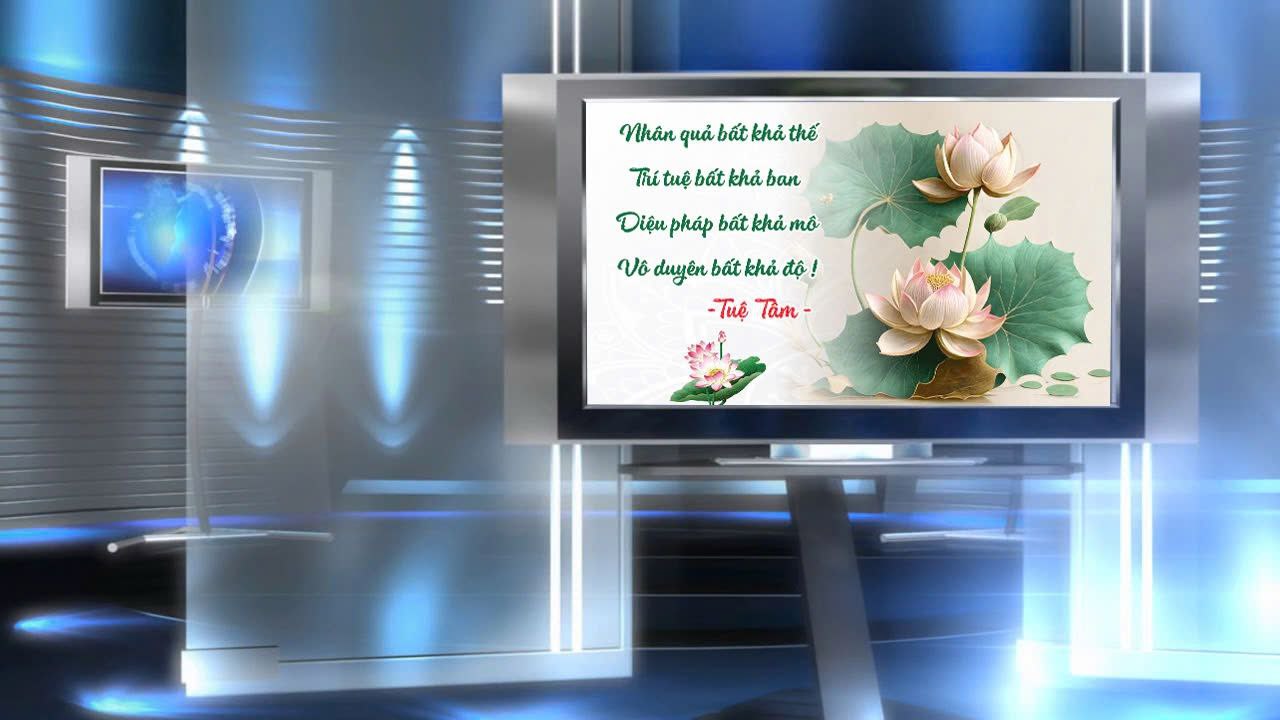 Nhân quả bất khả thế
Trí tuệ bất khả ban
Diệu pháp bất khả mô
Vô duyên bất khả độ !
-Tuệ Tâm -